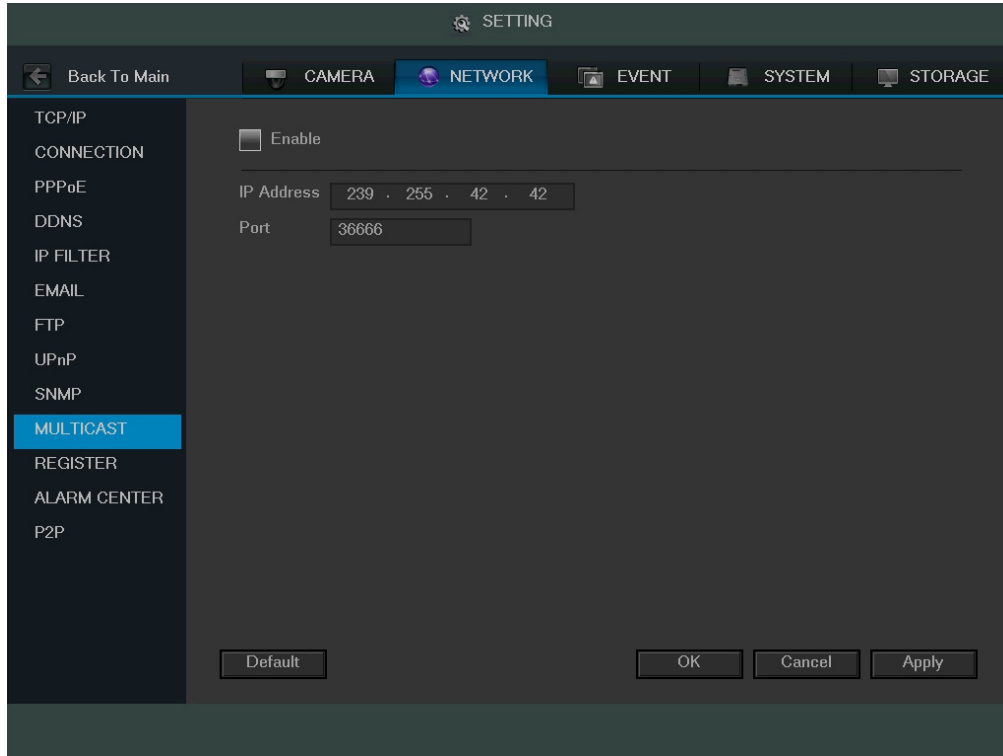 SETTING
Back To Main
CAMERA
NETWORK
EVENT
SYSTEM
STORAGE
TCP/IP
CONNECTION
PPPoE
DDNS
IP FILTER
EMAIL
FTP
UPnP
SNMP
MULTICAST
REGISTER
ALARM CENTER
P2P
Enable
IP Address 239 . 255 . 42 . 42
Port 36666
Default
OK
Cancel
Apply